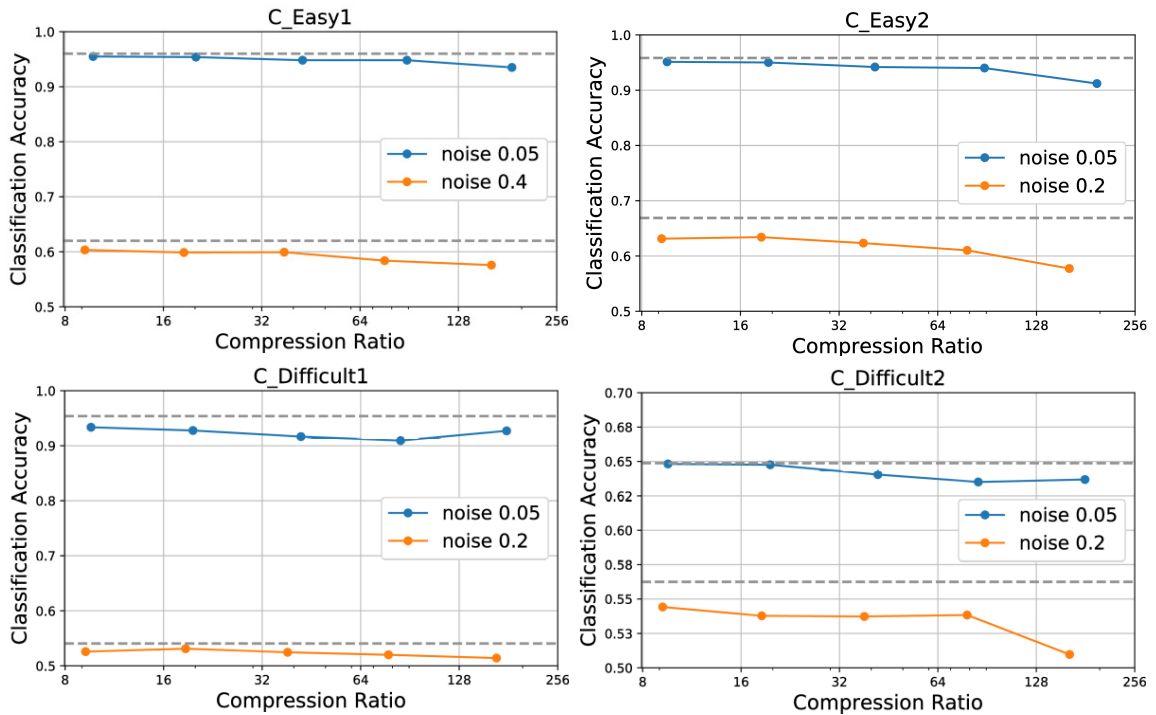 C_Easy1
Classification Accuracy
1.0
0.9
0.8
0.7
0.6
0.5
noise 0.05
noise 0.4
8 16 32 64 128 256
Compression Ratio
C_Easy2
Classification Accuracy
1.0
0.9
0.8
0.7
0.6
0.5
noise 0.05
noise 0.2
8 16 32 64 128 256
Compression Ratio
C_Difficult1
Classification Accuracy
1.0
0.9
0.8
0.7
0.6
0.5
noise 0.05
noise 0.2
8 16 32 64 128 256
Compression Ratio
C_Difficult2
Classification Accuracy
0.70
0.68
0.65
0.62
0.60
0.58
0.55
0.53
0.50
noise 0.05
noise 0.2
8 16 32 64 128 256
Compression Ratio